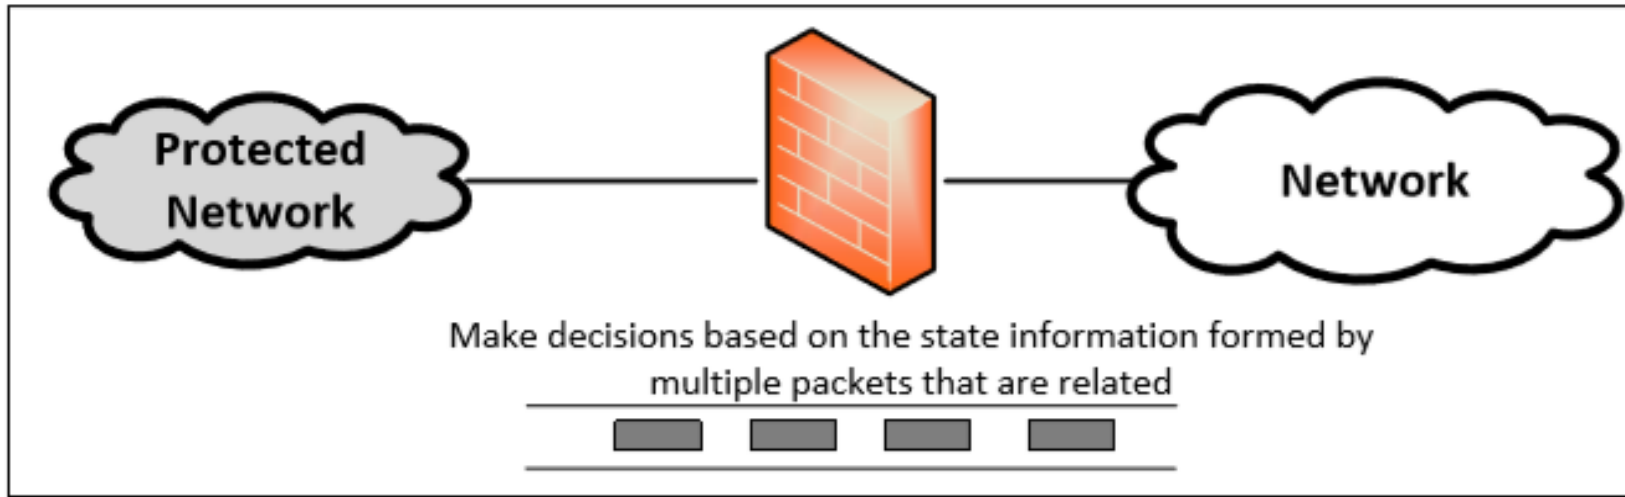 Protected
Network
Network
Make decisions based on the state information formed by
multiple packets that are related